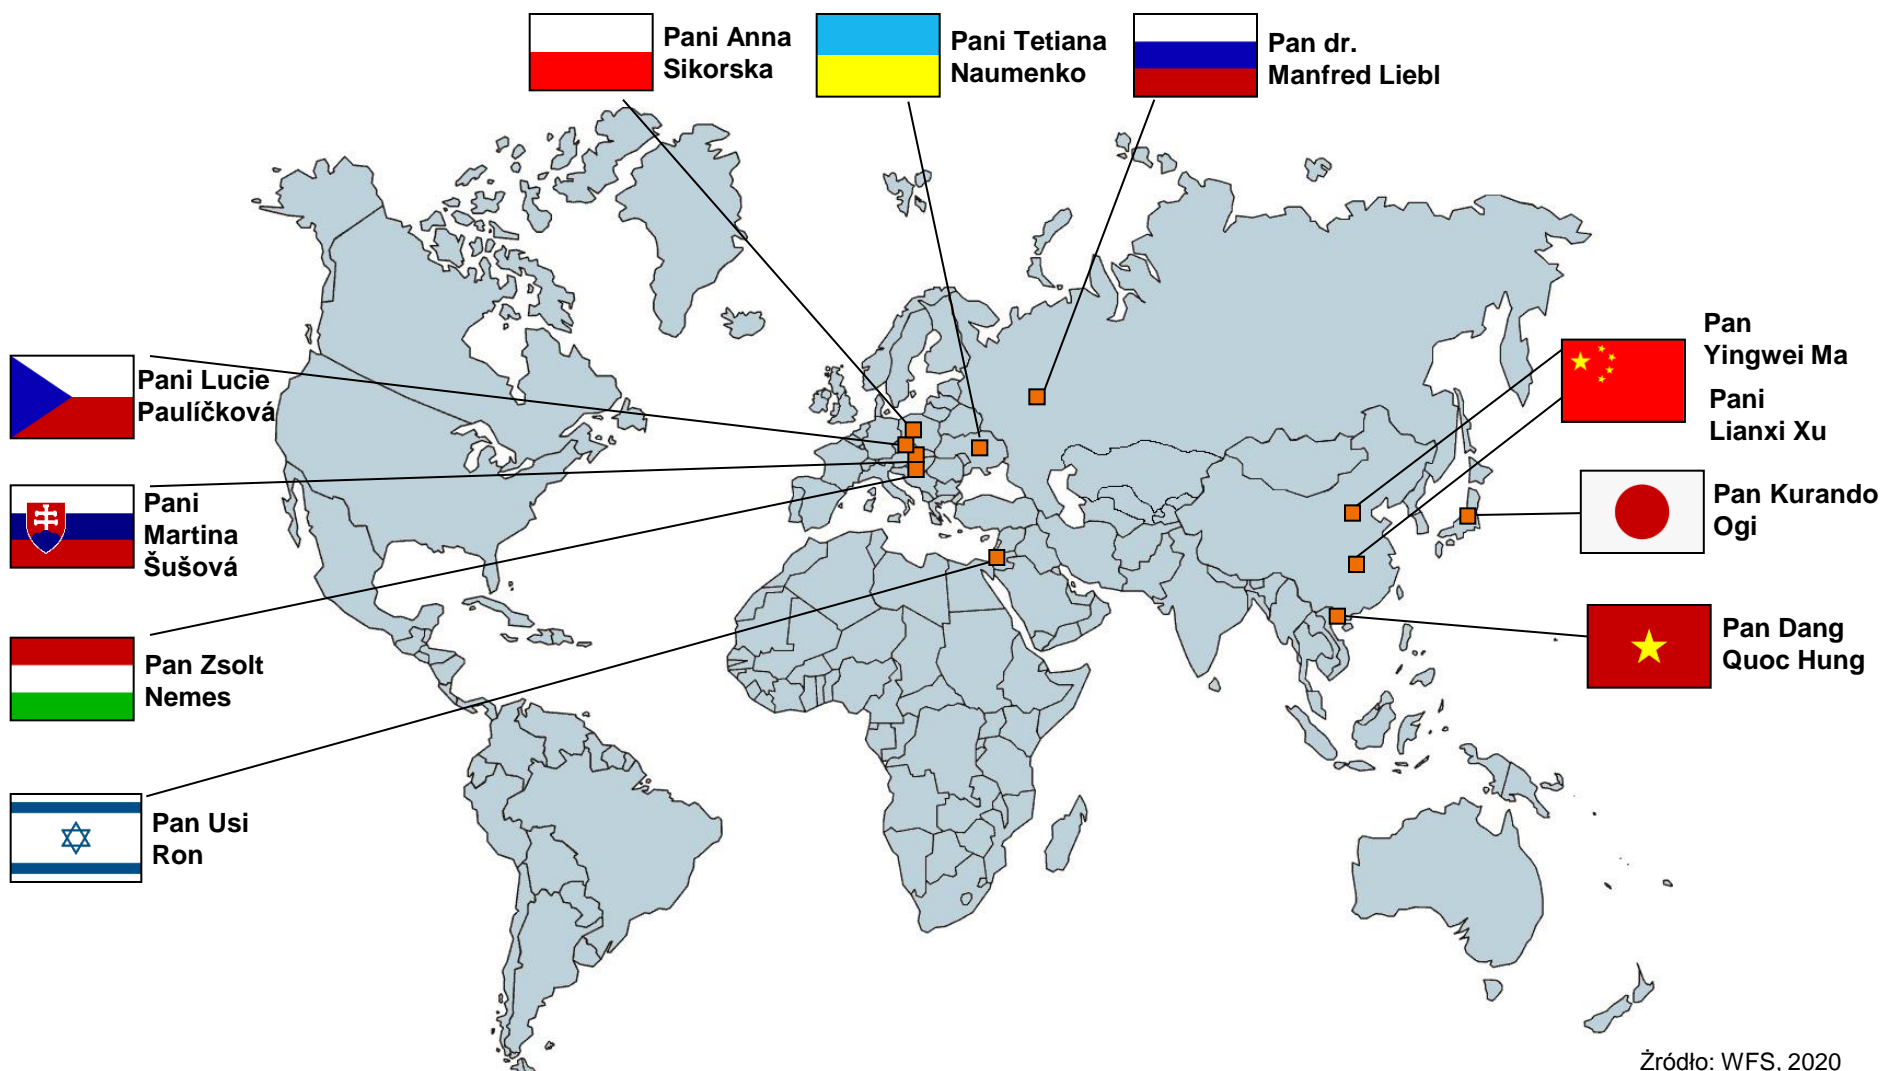 Pani Anna
Sikorska
Pani Tetiana
Naumenko
Pan dr.
Manfred Liebl
Pani Lucie
Paulíčková
Pani
Martina
Šušová
Pan Zsolt
Nemes
Pan Usi
Ron
Pan
Yingwei Ma
Pani
Lianxi Xu
Pan Kurando
Ogi
Pan Dang
Quoc Hung
Żródło: WFS, 2020